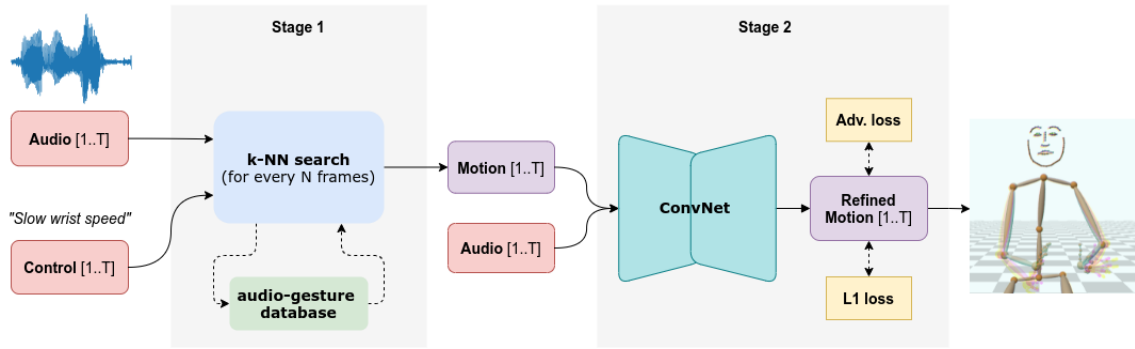 Stage 1
Stage 2
Audio [1..T]
k-NN search
(for every N frames)
"Slow wrist speed"
Control [1..T]
audio-gesture
database
Motion [1..T]
Audio [1..T]
ConvNet
Adv. loss
Refined
Motion [1..T]
L1 loss